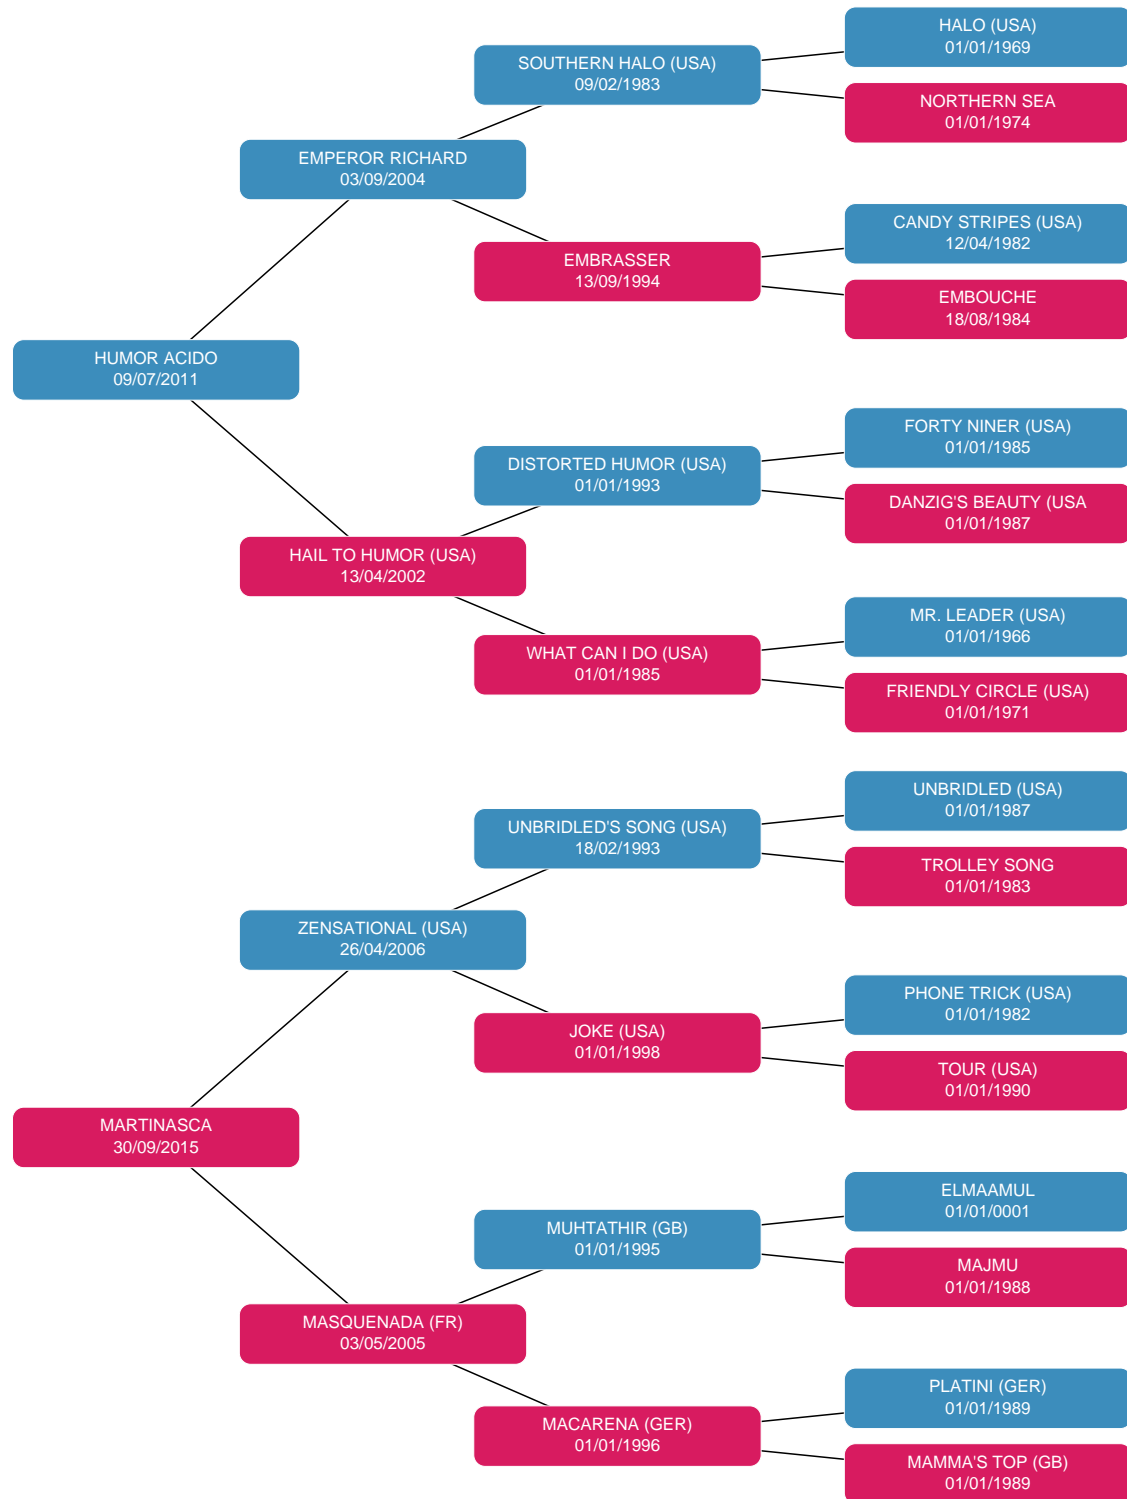 HALO (USA)
01/01/1969
SOUTHERN HALO (USA)
09/02/1983
NORTHERN SEA
01/01/1974
EMPEROR RICHARD
03/09/2004
CANDY STRIPES (USA)
12/04/1982
EMBRASSER
13/09/1994
EMBOUCHE
18/08/1984
HUMOR ACIDO
09/07/2011
FORTY NINER (USA)
01/01/1985
DISTORTED HUMOR (USA)
01/01/1993
DANZIG'S BEAUTY (USA
01/01/1987
HAIL TO HUMOR (USA)
13/04/2002
MR. LEADER (USA)
01/01/1966
WHAT CAN I DO (USA)
01/01/1985
FRIENDLY CIRCLE (USA)
01/01/1971
UNBRIDLED (USA)
01/01/1987
UNBRIDLED'S SONG (USA)
18/02/1993
TROLLEY SONG
01/01/1983
ZENSATIONAL (USA)
26/04/2006
PHONE TRICK (USA)
01/01/1982
JOKE (USA)
01/01/1998
TOUR (USA)
01/01/1990
MARTINASCA
30/09/2015
ELMAAMUL
01/01/0001
MUHTATHIR (GB)
01/01/1995
MAJMU
01/01/1988
MASQUENADA (FR)
03/05/2005
PLATINI (GER)
01/01/1989
MACARENA (GER)
01/01/1996
MAMMA'S TOP (GB)
01/01/1989